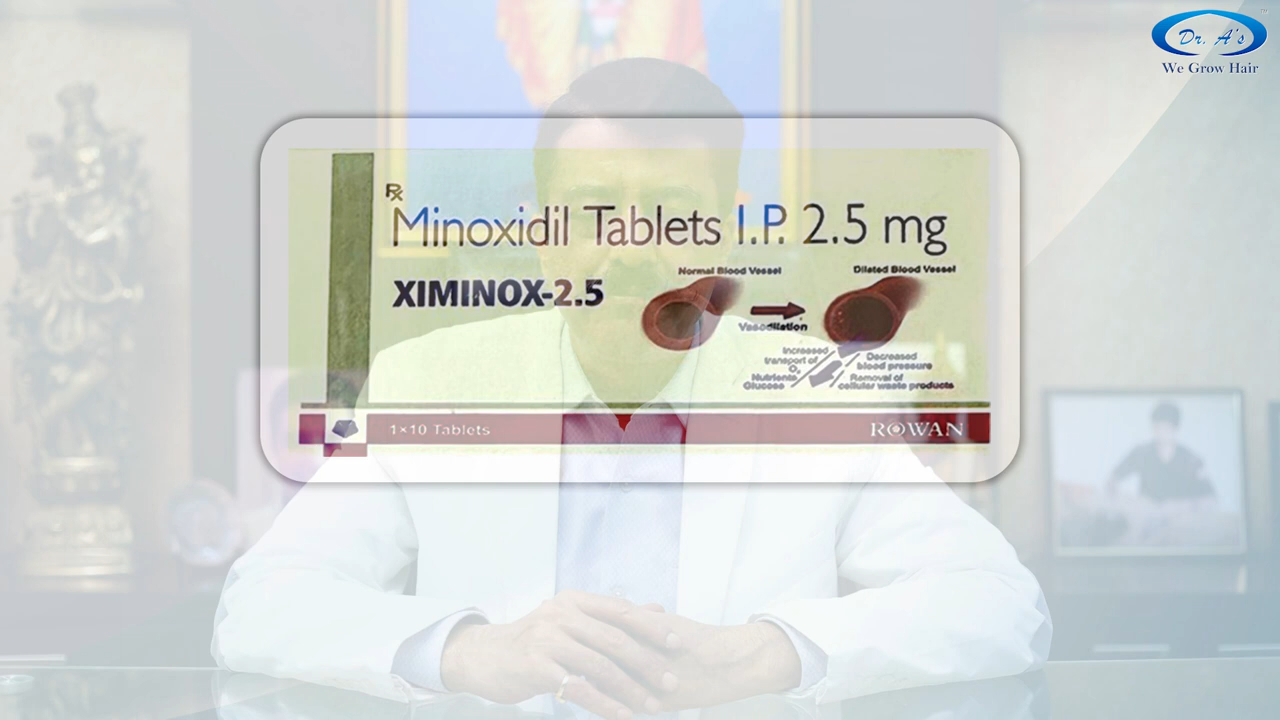 Dr. A's
TM
We Grow Hair
Rx
Minoxidil Tablets I.P. 2.5 mg
XIMINOX-2.5
Normal Blood Vessel
Dilated Blood Vessel
Vasodilation
Increased
transport of
O₂
Nutrients
Glucose
Decreased
blood pressure
Removal of
cellular waste products
1×10 Tablets
ROWAN